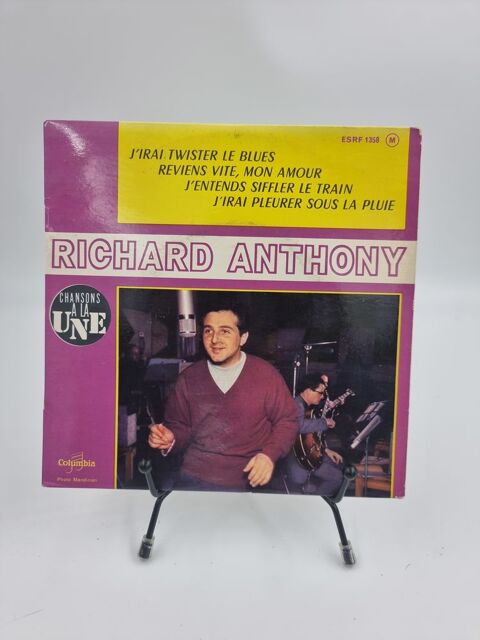 ESRF 1358 M
J'IRAI TWISTER LE BLUES
REVIENS VITE, MON AMOUR
J'ENTENDS SIFFLER LE TRAIN
J'IRAI PLEURER SOUS LA PLUIE
RICHARD ANTHONY
CHANSONS
A LA
UNE
Columbia